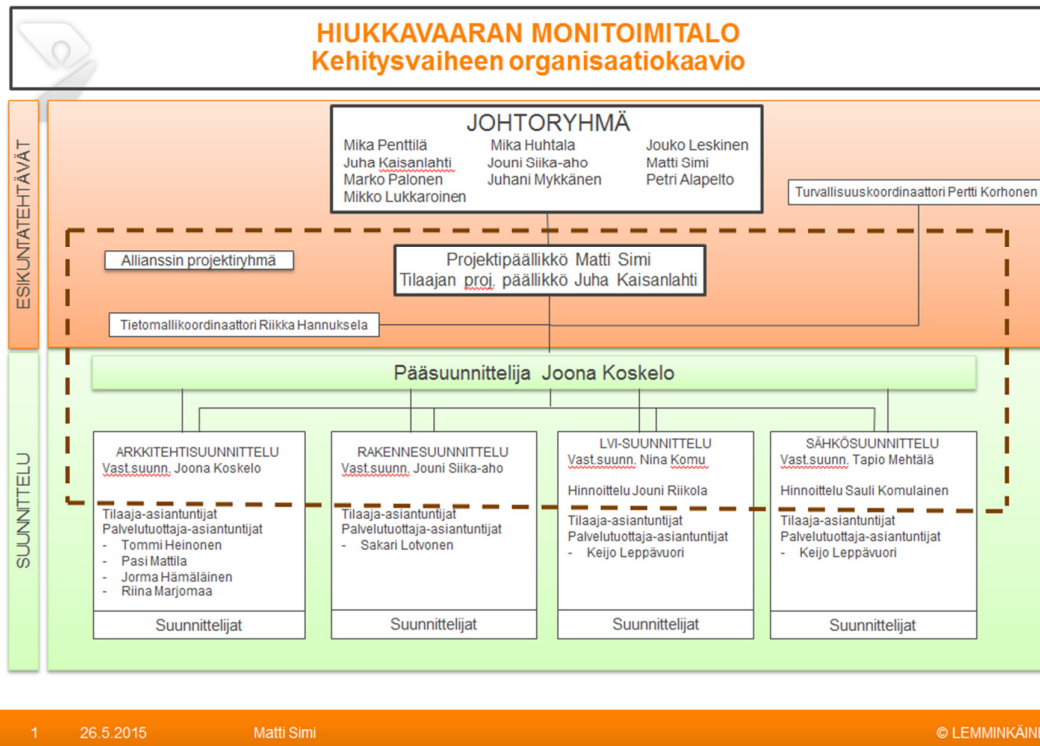 HIUKKAVAARAN MONITOIMITALO
Kehitysvaiheen organisaatiokaavio
ESIKUNTATEHTÄVÄT
JOHTORYHMÄ
Mika Penttilä Mika Huhtala Jouko Leskinen
Juha Kaisanlahti Jouni Siika-aho Matti Simi
Marko Palonen Juhani Mykkänen Petri Alapelto
Mikko Lukkaroinen
Turvallisuuskoordinaattori Pertti Korhonen
Allianssin projektiryhmä
Projektipäällikkö Matti Simi
Tilaajan proj. päällikkö Juha Kaisanlahti
Tietomallikoordinaattori Riikka Hannuksela
SUUNNITTELU
Pääsuunnittelija Joona Koskelo
ARKKITEHTISUUNNITTELU
Vast.suunn. Joona Koskelo
Tilaaja-asiantuntijat
Palvelutuottaja-asiantuntijat
- Tommi Heinonen
- Pasi Mattila
- Jorma Hämäläinen
- Riina Marjomaa
Suunnittelijat
RAKENNESUUNNITTELU
Vast.suunn. Jouni Siika-aho
Tilaaja-asiantuntijat
Palvelutuottaja-asiantuntijat
- Sakari Lotvonen
Suunnittelijat
LVI-SUUNNITTELU
Vast.suunn. Nina Komu
Hinnoittelu Jouni Riikola
Tilaaja-asiantuntijat
Palvelutuottaja-asiantuntijat
- Keijo Leppävuori
Suunnittelijat
SÄHKÖSUUNNITTELU
Vast.suunn. Tapio Mehtälä
Hinnoittelu Sauli Komulainen
Tilaaja-asiantuntijat
Palvelutuottaja-asiantuntijat
- Keijo Leppävuori
Suunnittelijat
1 26.5.2015 Matti Simi © LEMMINKÄIN